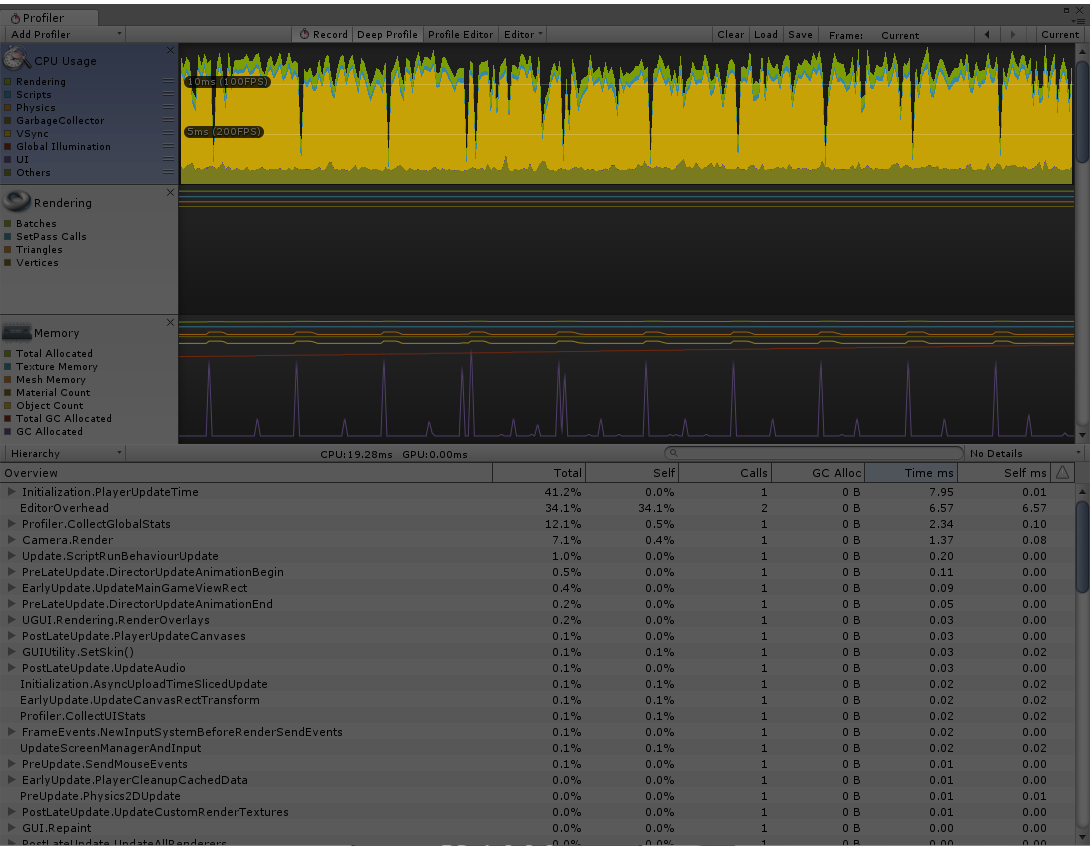 Profiler
Add Profiler Record Deep Profile Profile Editor Editor Clear Load Save Frame: Current Current
CPU Usage
Rendering
Scripts
Physics
GarbageCollector
VSync
Global Illumination
UI
Others
10ms (100FPS)
5ms (200FPS)
Rendering
Batches
SetPass Calls
Triangles
Vertices
Memory
Total Allocated
Texture Memory
Mesh Memory
Material Count
Object Count
Total GC Allocated
GC Allocated
Hierarchy CPU:19.28ms GPU:0.00ms No Details
Overview Total Self Calls GC Alloc Time ms Self ms
Initialization.PlayerUpdateTime 41.2% 0.0% 1 0 B 7.95 0.01
EditorOverhead 34.1% 34.1% 2 0 B 6.57 6.57
Profiler.CollectGlobalStats 12.1% 0.5% 1 0 B 2.34 0.10
Camera.Render 7.1% 0.4% 1 0 B 1.37 0.08
Update.ScriptRunBehaviourUpdate 1.0% 0.0% 1 0 B 0.20 0.00
PreLateUpdate.DirectorUpdateAnimationBegin 0.5% 0.0% 1 0 B 0.11 0.00
EarlyUpdate.UpdateMainGameViewRect 0.4% 0.0% 1 0 B 0.09 0.00
PreLateUpdate.DirectorUpdateAnimationEnd 0.2% 0.0% 1 0 B 0.05 0.00
UGUI.Rendering.RenderOverlays 0.2% 0.0% 1 0 B 0.03 0.00
PostLateUpdate.PlayerUpdateCanvases 0.1% 0.0% 1 0 B 0.03 0.00
GUIUtility.SetSkin() 0.1% 0.1% 1 0 B 0.03 0.02
PostLateUpdate.UpdateAudio 0.1% 0.0% 1 0 B 0.03 0.00
Initialization.AsyncUploadTimeSlicedUpdate 0.1% 0.1% 1 0 B 0.02 0.02
EarlyUpdate.UpdateCanvasRectTransform 0.1% 0.1% 1 0 B 0.02 0.02
Profiler.CollectUIStats 0.1% 0.1% 1 0 B 0.02 0.02
FrameEvents.NewInputSystemBeforeRenderSendEvents 0.1% 0.0% 1 0 B 0.02 0.00
UpdateScreenManagerAndInput 0.1% 0.1% 1 0 B 0.02 0.02
PreUpdate.SendMouseEvents 0.1% 0.0% 1 0 B 0.01 0.00
EarlyUpdate.PlayerCleanupCachedData 0.0% 0.0% 1 0 B 0.01 0.00
PreUpdate.Physics2DUpdate 0.0% 0.0% 1 0 B 0.01 0.01
PostLateUpdate.UpdateCustomRenderTextures 0.0% 0.0% 1 0 B 0.01 0.00
GUI.Repaint 0.0% 0.0% 1 0 B 0.00 0.00
PostLateUpdate.UpdateAllRenderers 0.0% 0.0% 1 0 B 0.00 0.00